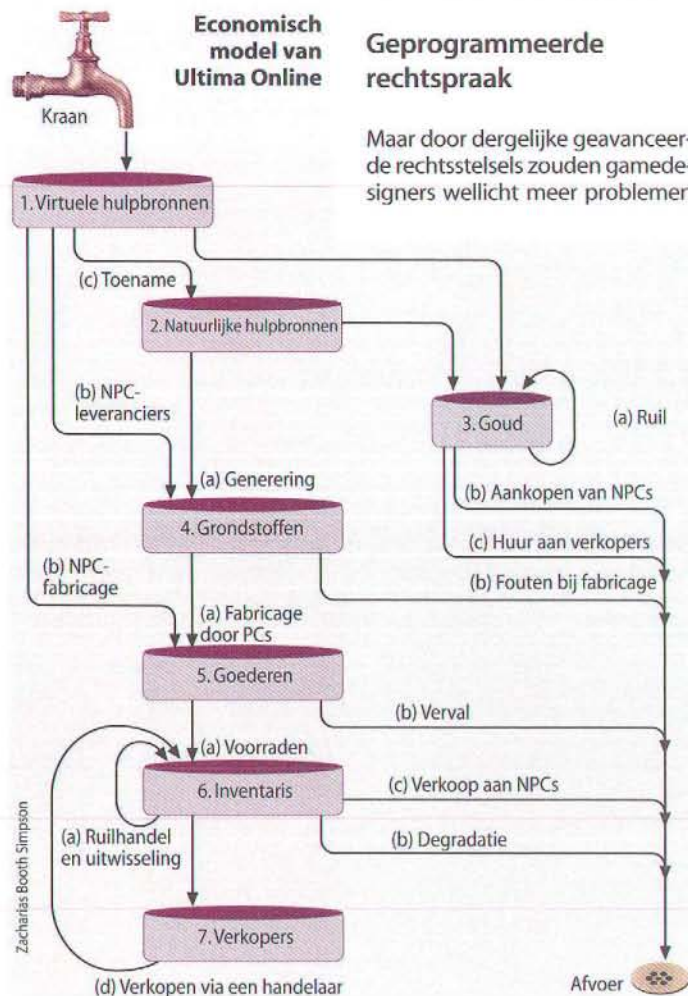 Economisch
model van
Ultima Online
Geprogrammeerde
rechtspraak
Maar door dergelijke geavanceer-
de rechtsstelsels zouden gamede-
signers wellicht meer problemen
Kraan
1. Virtuele hulpbronnen
(c) Toename
2. Natuurlijke hulpbronnen
(b) NPC-
leveranciers
3. Goud
(a) Ruil
(a) Generering
(b) Aankopen van NPCs
4. Grondstoffen
(c) Huur aan verkopers
(b) NPC-
fabricage
(b) Fouten bij fabricage
(a) Fabricage
door PCs
5. Goederen
(b) Verval
(a) Voorraden
6. Inventaris
(c) Verkoop aan NPCs
(a) Ruilhandel
en uitwisseling
(b) Degradatie
7. Verkopers
(d) Verkopen via een handelaar
Afvoer
Zacharias Booth Simpson